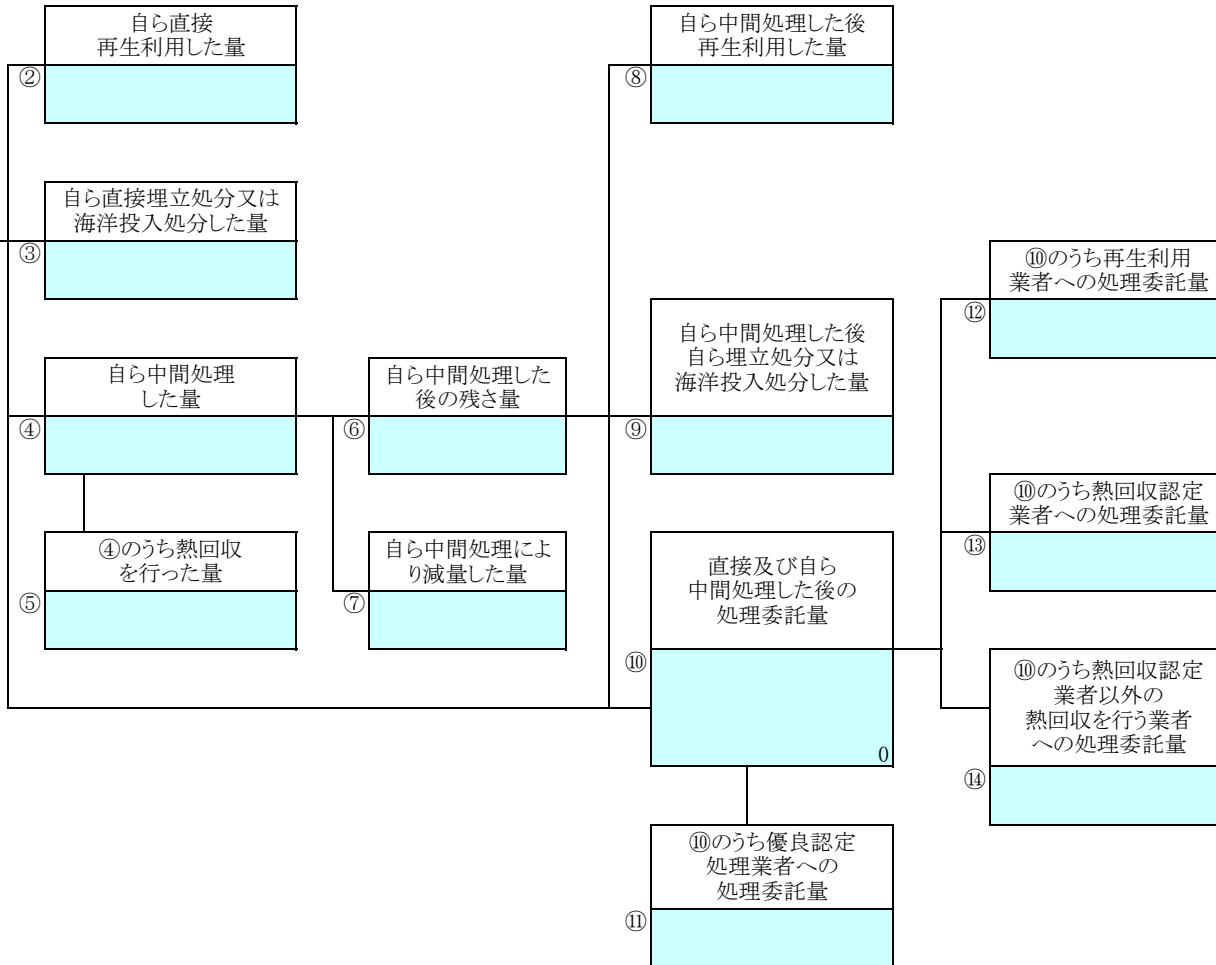 自ら直接
再生利用した量
②
自ら中間処理した後
再生利用した量
⑧
自ら直接埋立処分又は
海洋投入処分した量
③
⑩のうち再生利用
業者への処理委託量
⑫
自ら中間処理した後
自ら埋立処分又は
海洋投入処分した量
⑨
自ら中間処理
した量
④
自ら中間処理した
後の残さ量
⑥
⑩のうち熱回収認定
業者への処理委託量
⑬
④のうち熱回収
を行った量
⑤
自ら中間処理によ
り減量した量
⑦
直接及び自ら
中間処理した後の
処理委託量
⑩
0
⑩のうち熱回収認定
業者以外の
熱回収を行う業者
への処理委託量
⑭
⑩のうち優良認定
処理業者への
処理委託量
⑪